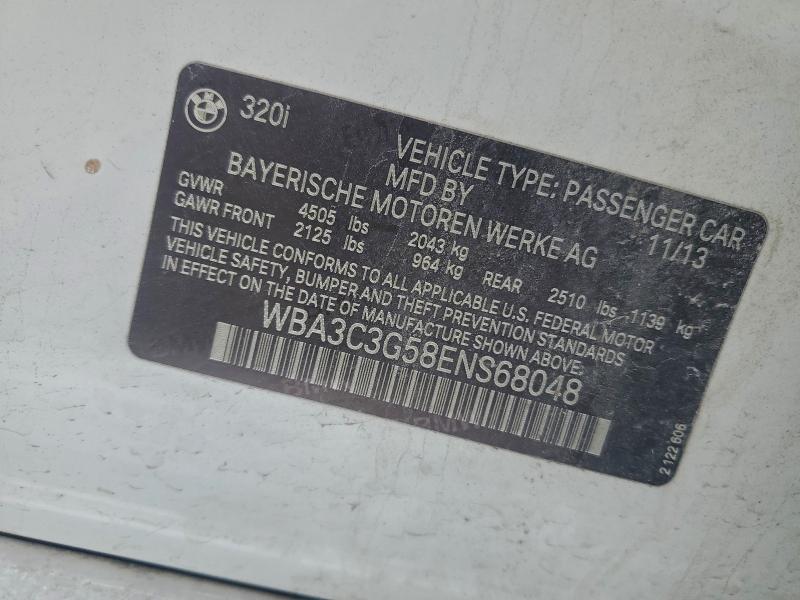 320i
VEHICLE TYPE: PASSENGER CAR
MFD BY 11/13
BAYERISCHE MOTOREN WERKE AG
GVWR 4505 lbs 2043 kg
GAWR FRONT 2125 lbs 964 kg REAR 2510 lbs 1139 kg
THIS VEHICLE CONFORMS TO ALL APPLICABLE U.S. FEDERAL MOTOR
VEHICLE SAFETY, BUMPER AND THEFT PREVENTION STANDARDS
IN EFFECT ON THE DATE OF MANUFACTURE SHOWN ABOVE.
WBA3C3G58ENS68048
2 122 606